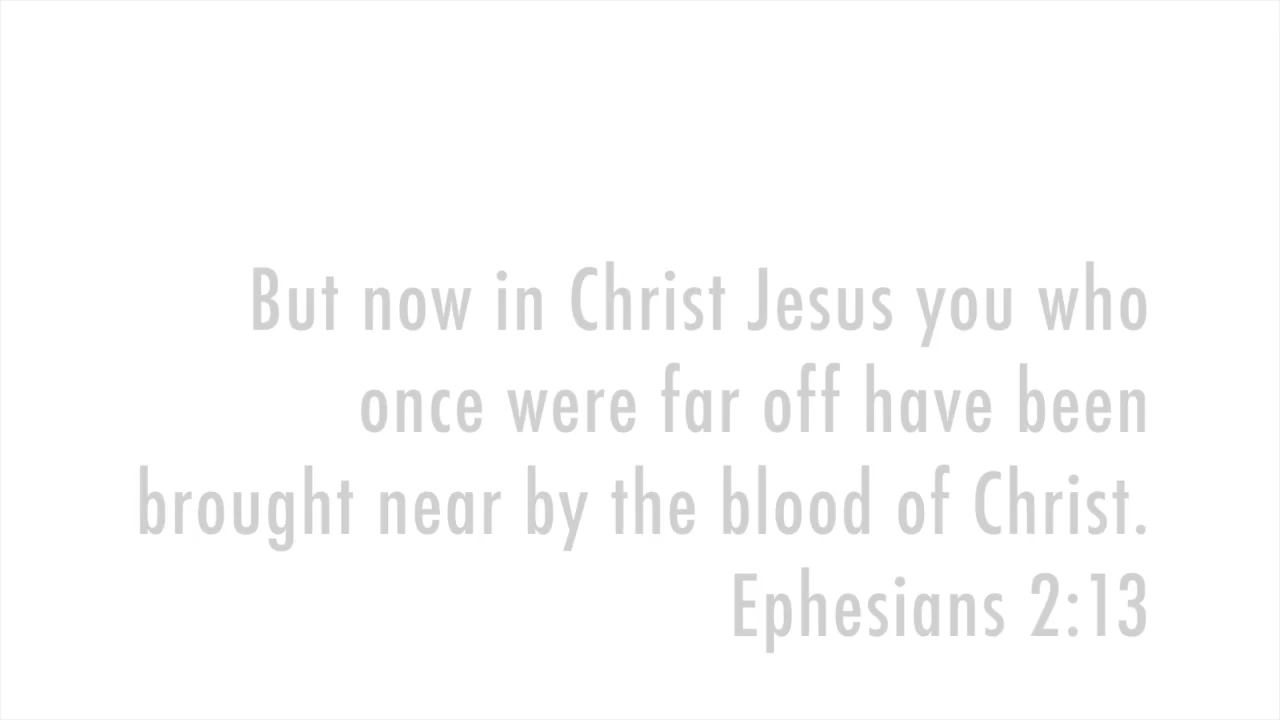 But now in Christ Jesus you who
once were far off have been
brought near by the blood of Christ.
Ephesians 2:13